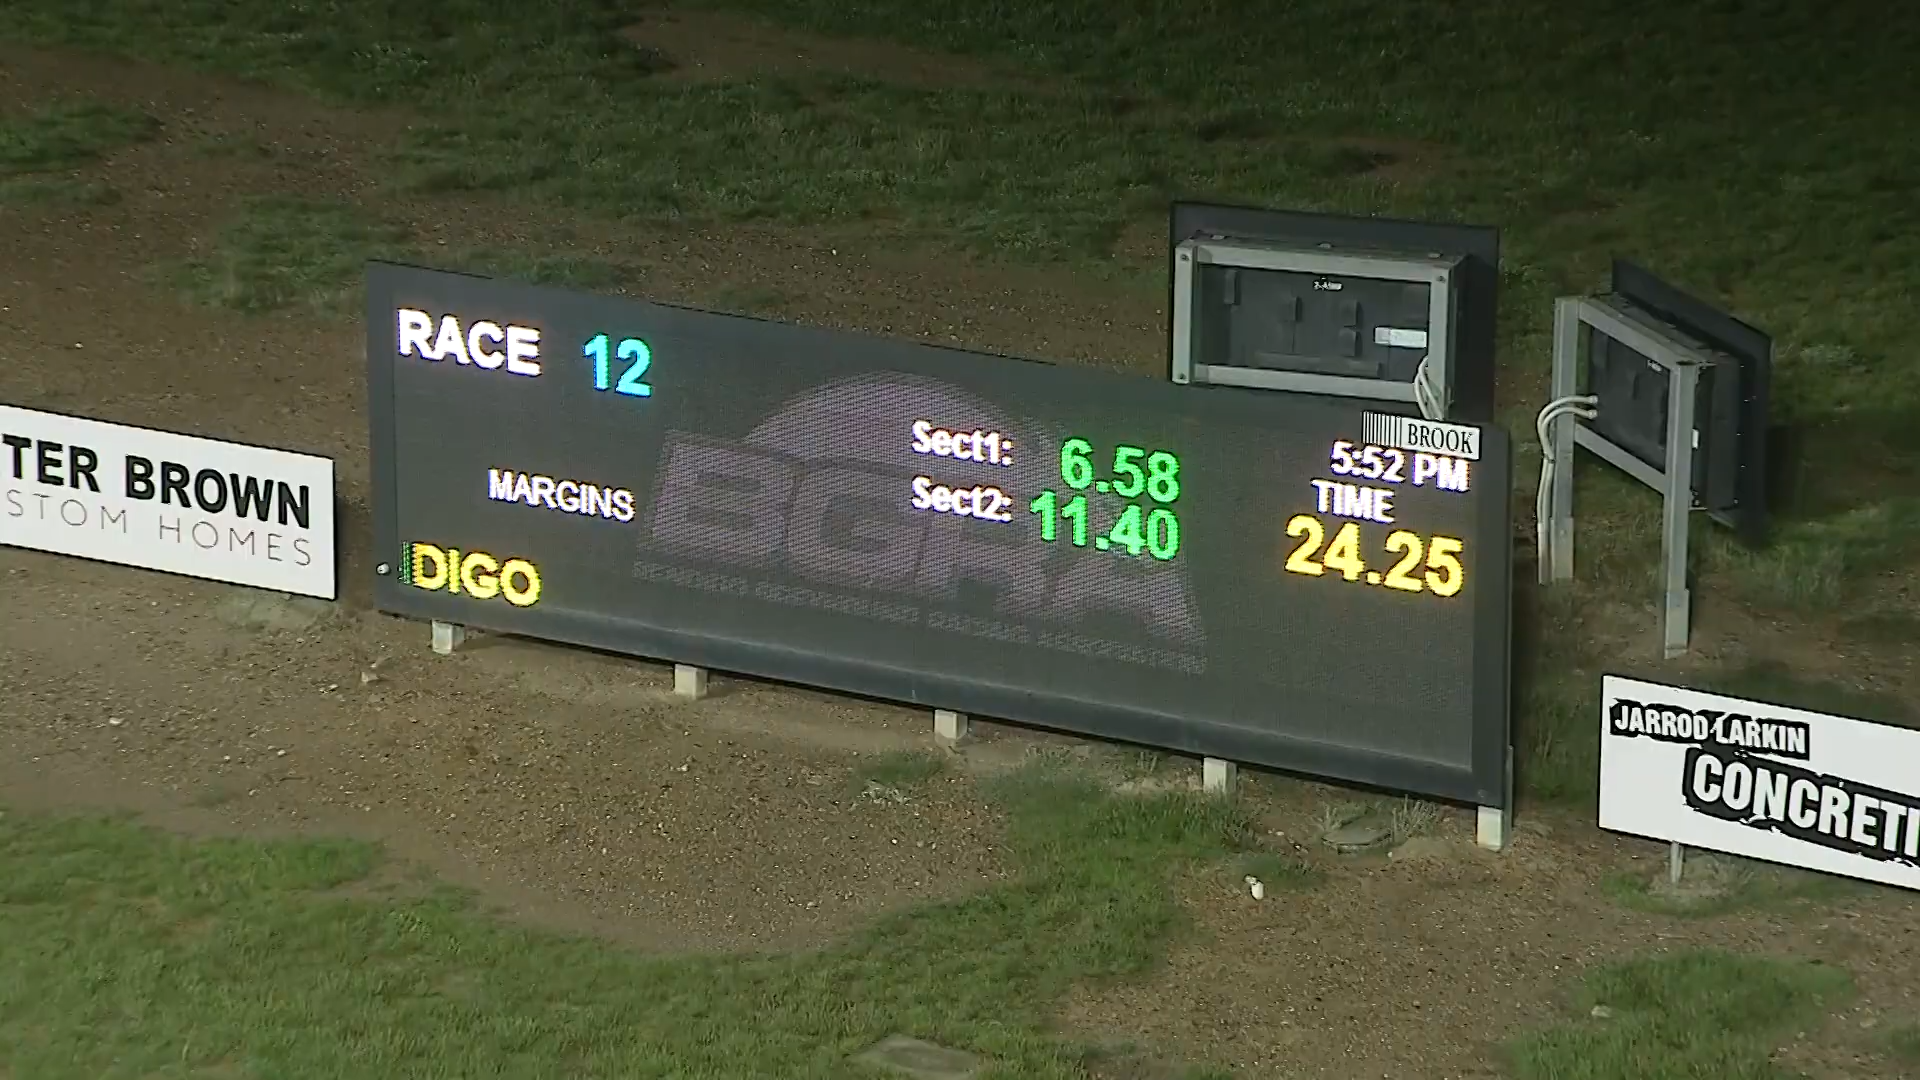 RACE 12
BROOK
Sect1: 6.58
5:52 PM
MARGINS
Sect2: 11.40
TIME
24.25
DIGO
BGRA
TER BROWN
STOM HOMES
JARROD LARKIN
CONCRETI